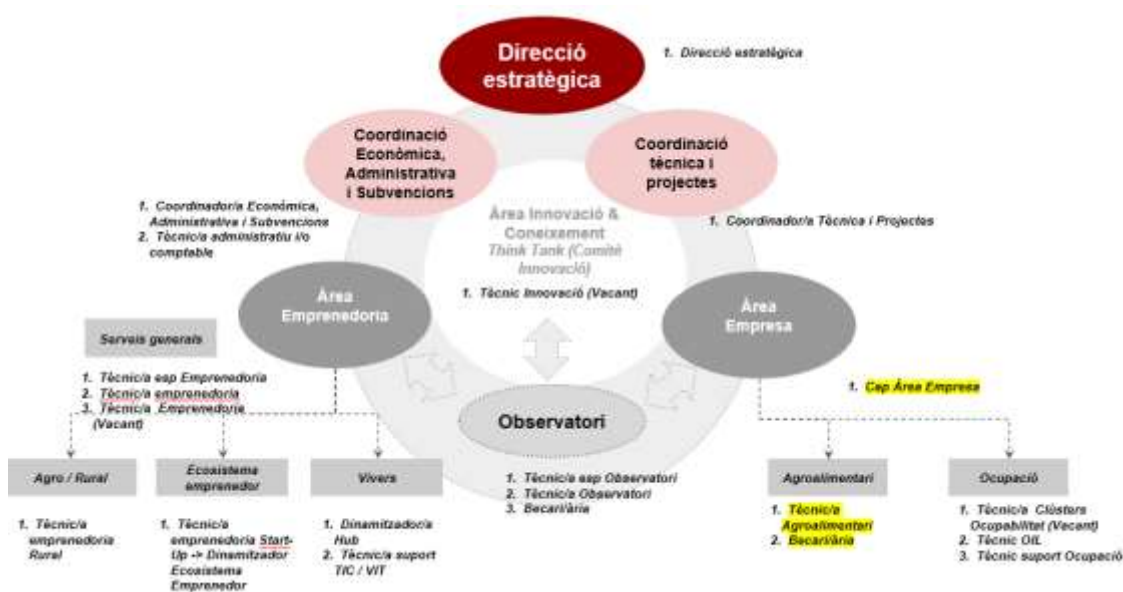 Direcció
estratègica
1. Direcció estratègica
Coordinació
Econòmica,
Administrativa
i Subvencions
Coordinació
tècnica i
projectes
1. Coordinador/a Econòmica,
Administrativa i Subvencions
2. Tècnic/a administratiu i/o
comptable
Àrea Innovació &
Coneixement
Think Tank (Comitè
Innovació)
1. Tècnic Innovació (Vacant)
1. Coordinador/a Tècnica i Projectes
Àrea
Emprenedoria
Àrea
Empresa
Serveis generals
1. Tècnic/a esp Emprenedoria
2. Tècnic/a emprenedoria
3. Tècnic/a Emprenedoria
(Vacant)
1. Cap Àrea Empresa
Observatori
1. Tècnic/a esp Observatori
2. Tècnic/a Observatori
3. Becari/ària
Agro / Rural
1. Tècnic/a
emprenedoria
Rural
Ecosistema
emprenedor
1. Tècnic/a
emprenedoria Start-
Up -> Dinamitzador
Ecosistema
Emprenedor
Vivers
1. Dinamitzador/a
Hub
2. Tècnic/a suport
TIC / VIT
Agroalimentari
1. Tècnic/a
Agroalimentari
2. Becari/ària
Ocupació
1. Tècnic/a Clústers
Ocupabilitat (Vacant)
2. Tècnic OIL
3. Tècnic suport Ocupació